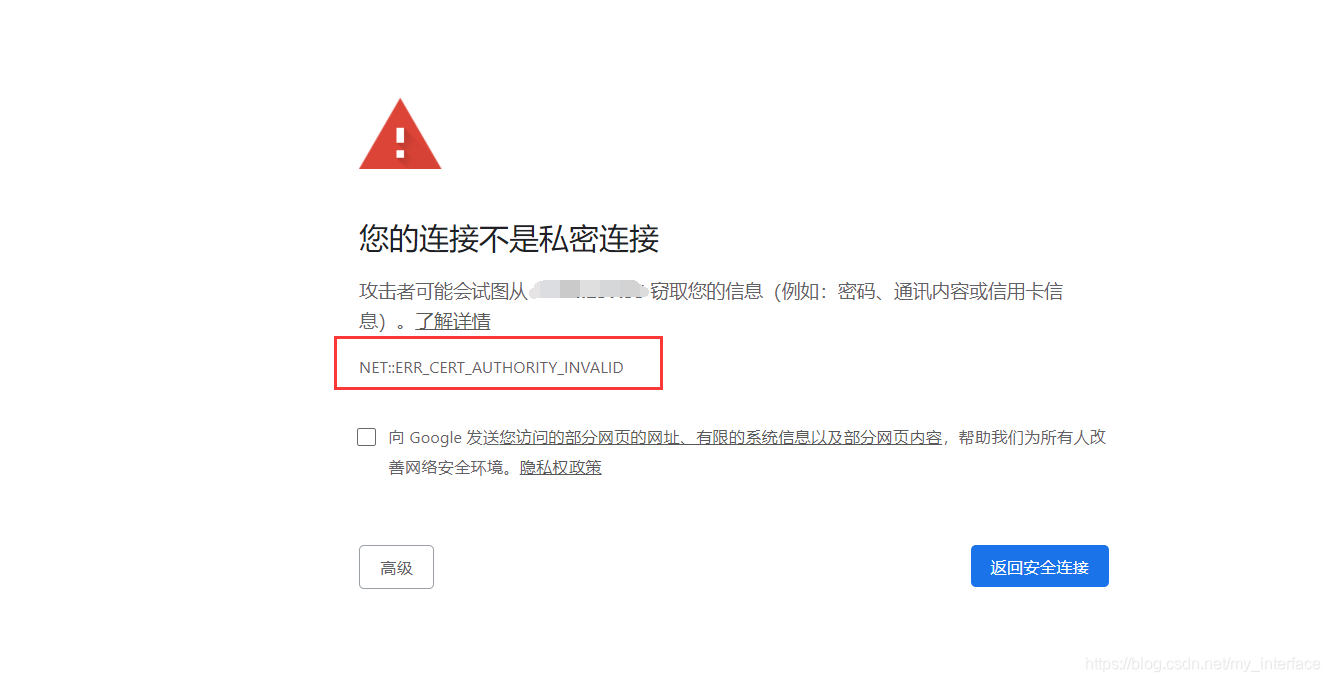 您的连接不是私密连接
攻击者可能会试图从 窃取您的信息（例如：密码、通讯内容或信用卡信
息）。了解详情
NET::ERR_CERT_AUTHORITY_INVALID
向 Google 发送您访问的部分网页的网址、有限的系统信息以及部分网页内容，帮助我们为所有人改
善网络安全环境。隐私权政策
高级
返回安全连接
https://blog.csdn.net/my_interface